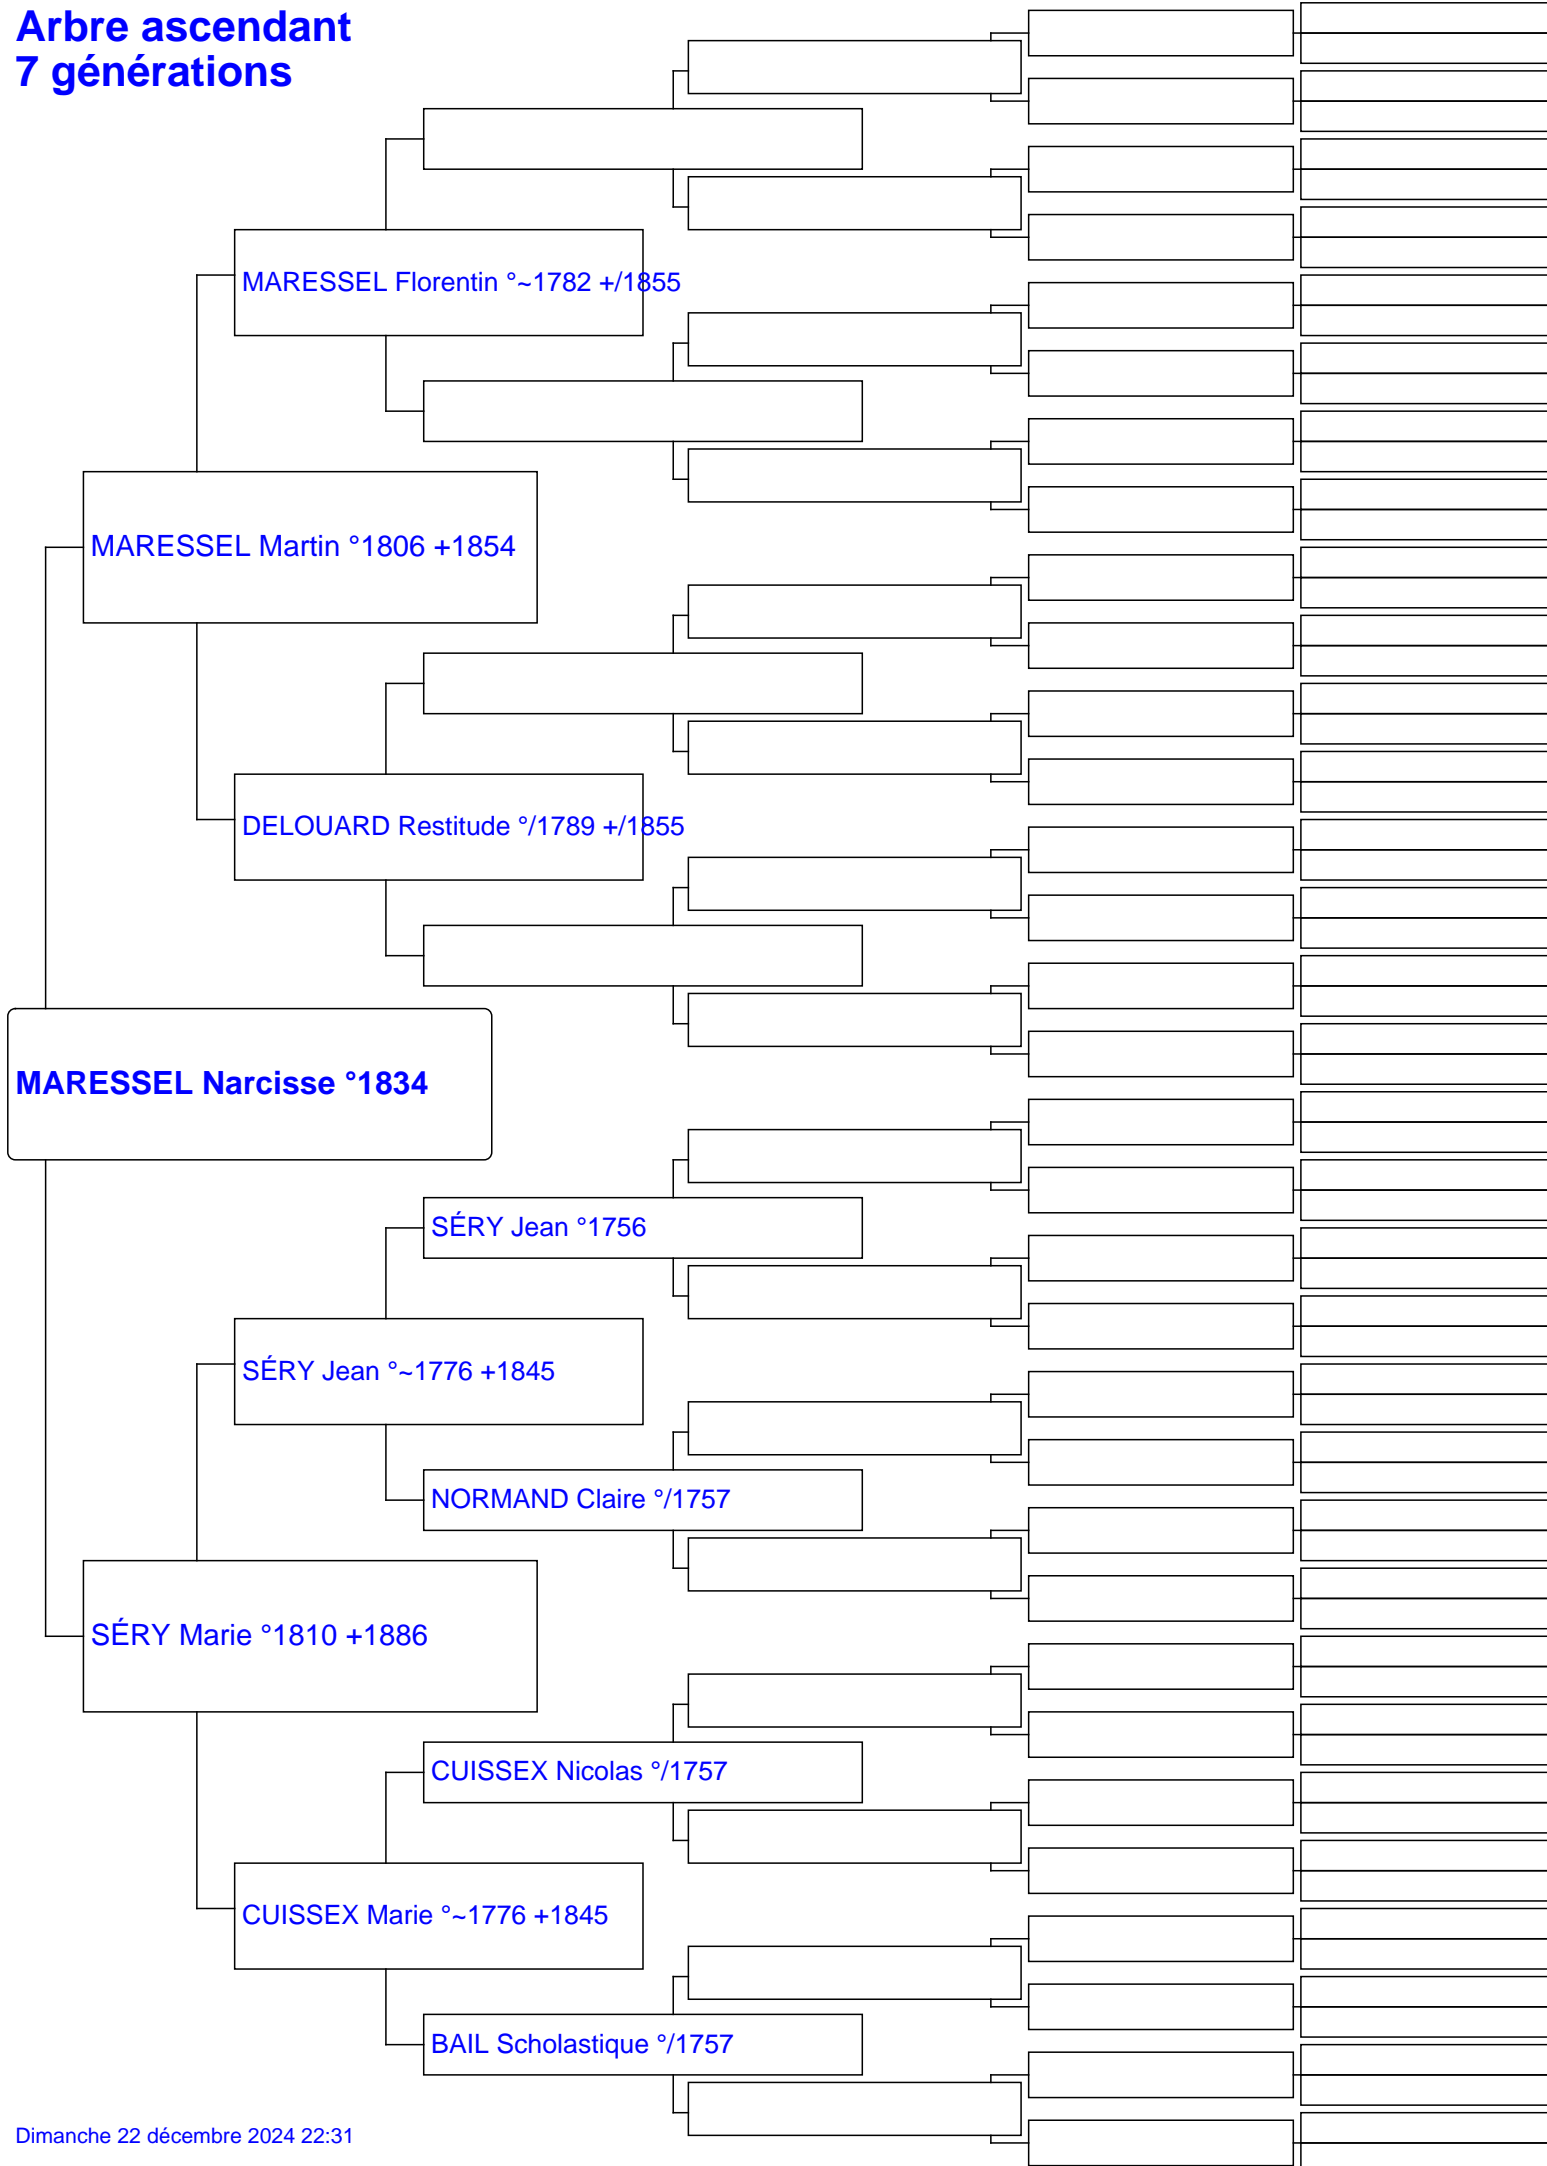 Arbre ascendant
7 générations
MARESSEL Florentin °~1782 +/1855
MARESSEL Martin °1806 +1854
DELOUARD Restitude °/1789 +/1855
MARESSEL Narcisse °1834
SÉRY Jean °1756
SÉRY Jean °~1776 +1845
NORMAND Claire °/1757
SÉRY Marie °1810 +1886
CUISSEX Nicolas °/1757
CUISSEX Marie °~1776 +1845
BAIL Scholastique °/1757
Dimanche 22 décembre 2024 22:31